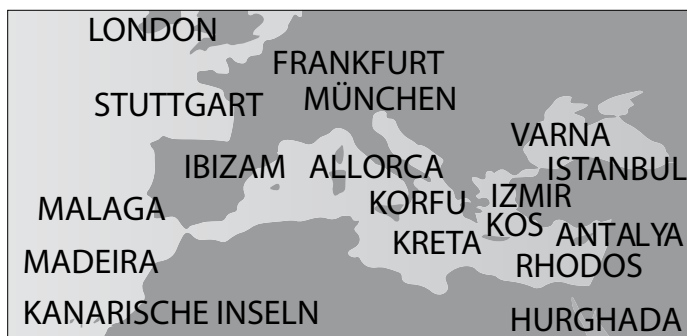 LONDON
FRANKFURT
STUTTGART MÜNCHEN
VARNA
IBIZAM ALLORCA ISTANBUL
MALAGA KORFU IZMIR
KOS
KRETA ANTALYA
MADEIRA RHODOS
KANARISCHE INSELN HURGHADA